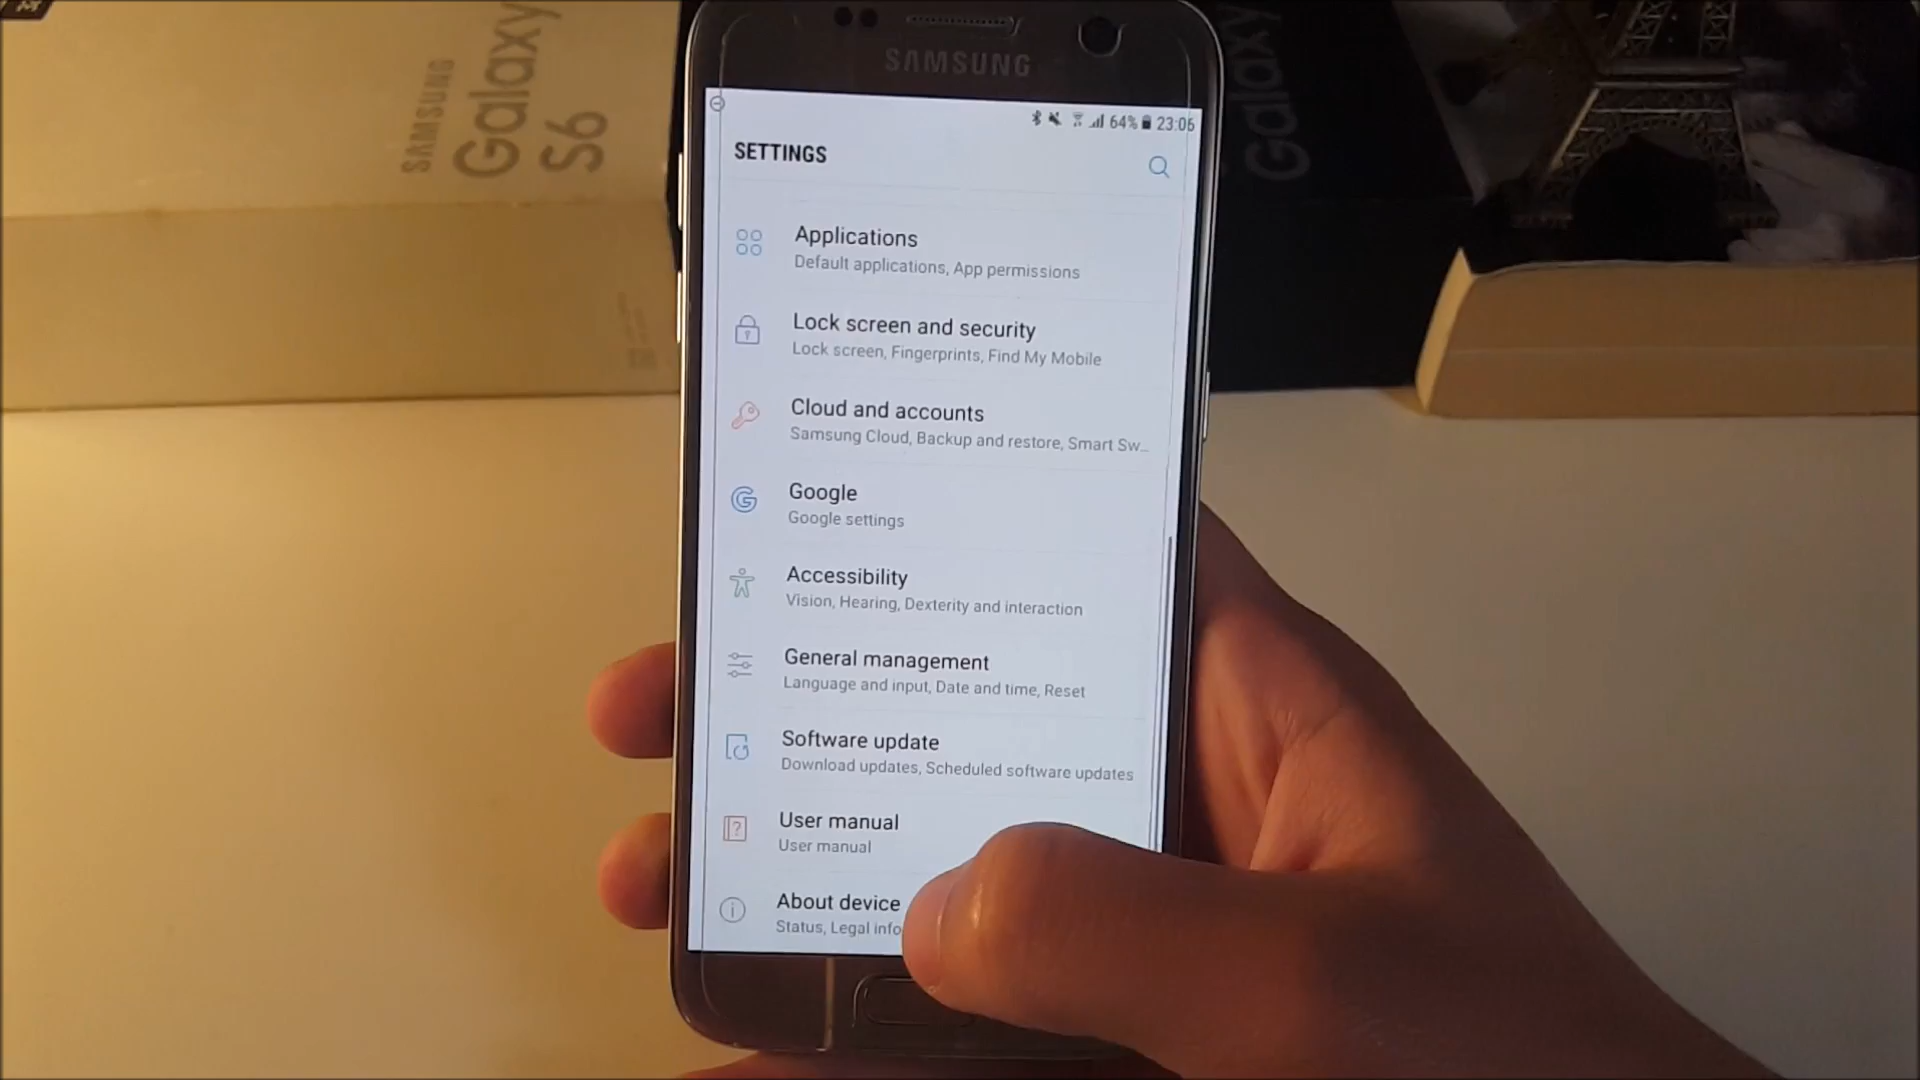 SAMSUNG
Galaxy
S6
SAMSUNG
Galaxy
64% 23:06
SETTINGS
Applications
Default applications, App permissions
Lock screen and security
Lock screen, Fingerprints, Find My Mobile
Cloud and accounts
Samsung Cloud, Backup and restore, Smart Sw...
Google
Google settings
Accessibility
Vision, Hearing, Dexterity and interaction
General management
Language and input, Date and time, Reset
Software update
Download updates, Scheduled software updates
User manual
User manual
About device
Status, Legal info